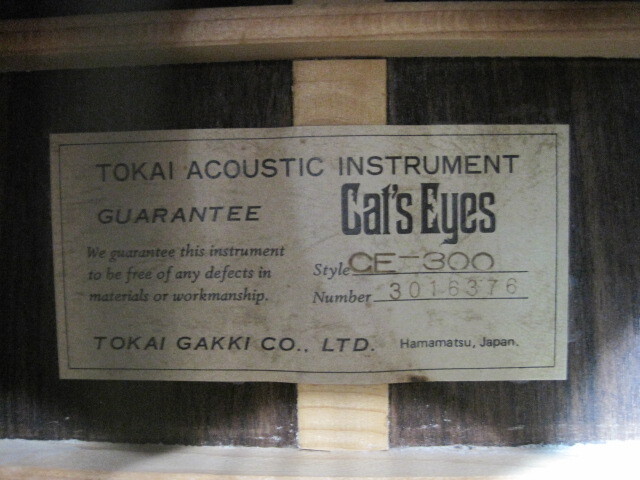 TOKAI ACOUSTIC INSTRUMENT
GUARANTEE
Cat's Eyes
We guarantee this instrument
to be free of any defects in
materials or workmanship.
Style CE-300
Number 3016376
TOKAI GAKKI CO., LTD. Hamamatsu, Japan.